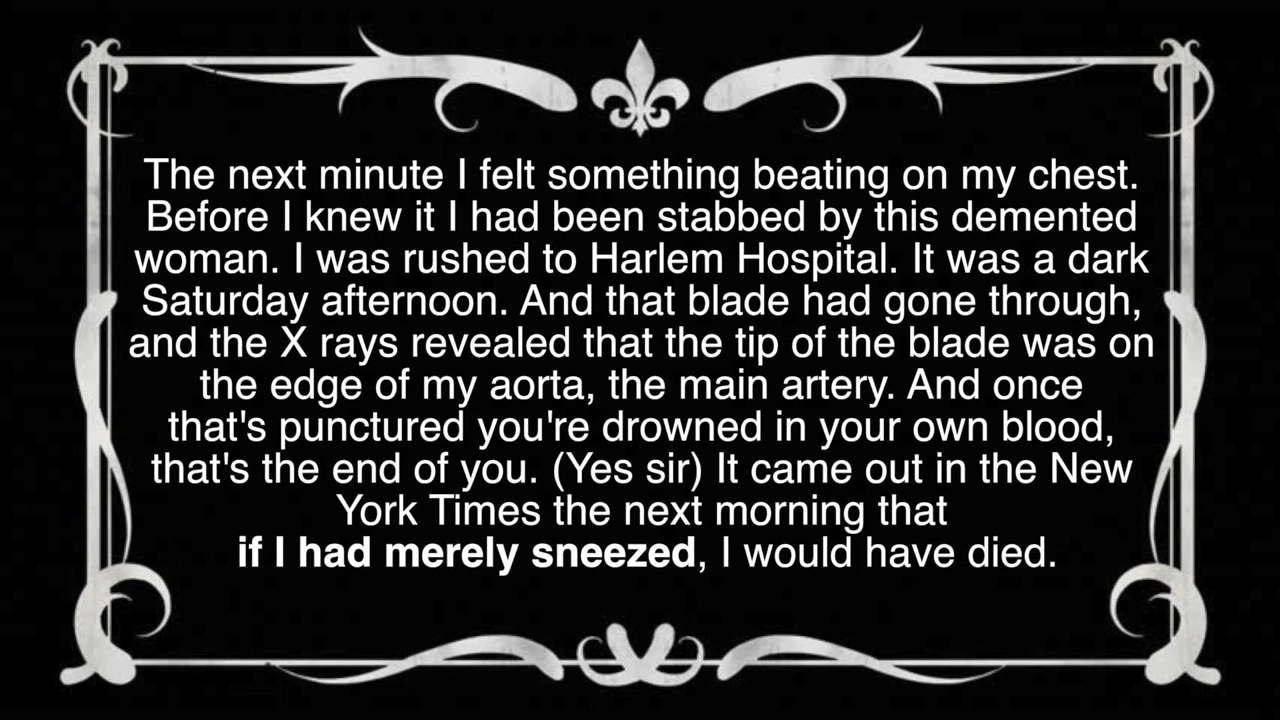 The next minute I felt something beating on my chest.
Before I knew it I had been stabbed by this demented
woman. I was rushed to Harlem Hospital. It was a dark
Saturday afternoon. And that blade had gone through,
and the X rays revealed that the tip of the blade was on
the edge of my aorta, the main artery. And once
that's punctured you're drowned in your own blood,
that's the end of you. (Yes sir) It came out in the New
York Times the next morning that
if I had merely sneezed, I would have died.